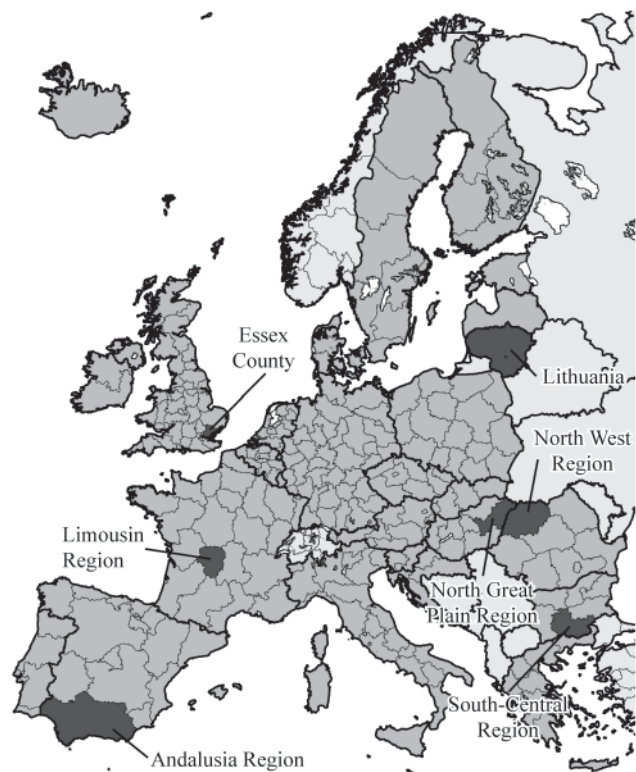 Essex
County
Lithuania
North West
Region
Limousin
Region
North Great
Plain Region
South-Central
Region
Andalusia Region